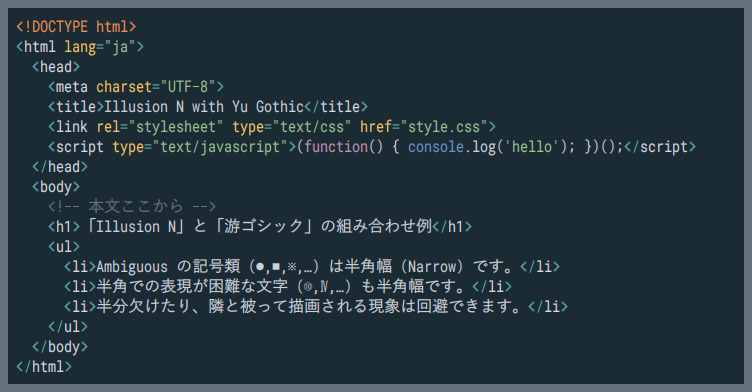 <!DOCTYPE html>
<html lang="ja">
  <head>
    <meta charset="UTF-8">
    <title>Illusion N with Yu Gothic</title>
    <link rel="stylesheet" type="text/css" href="style.css">
    <script type="text/javascript">(function() { console.log('hello'); })();</script>
  </head>
  <body>
    <!-- 本文ここから -->
    <h1>「Illusion N」と「游ゴシック」の組み合わせ例</h1>
    <ul>
      <li>Ambiguous の記号類（●,■,※,…）は半角幅（Narrow）です。</li>
      <li>半角での表現が困難な文字（⑩,Ⅳ,…）も半角幅です。</li>
      <li>半分欠けたり、隣と被って描画される現象は回避できます。</li>
    </ul>
  </body>
</html>